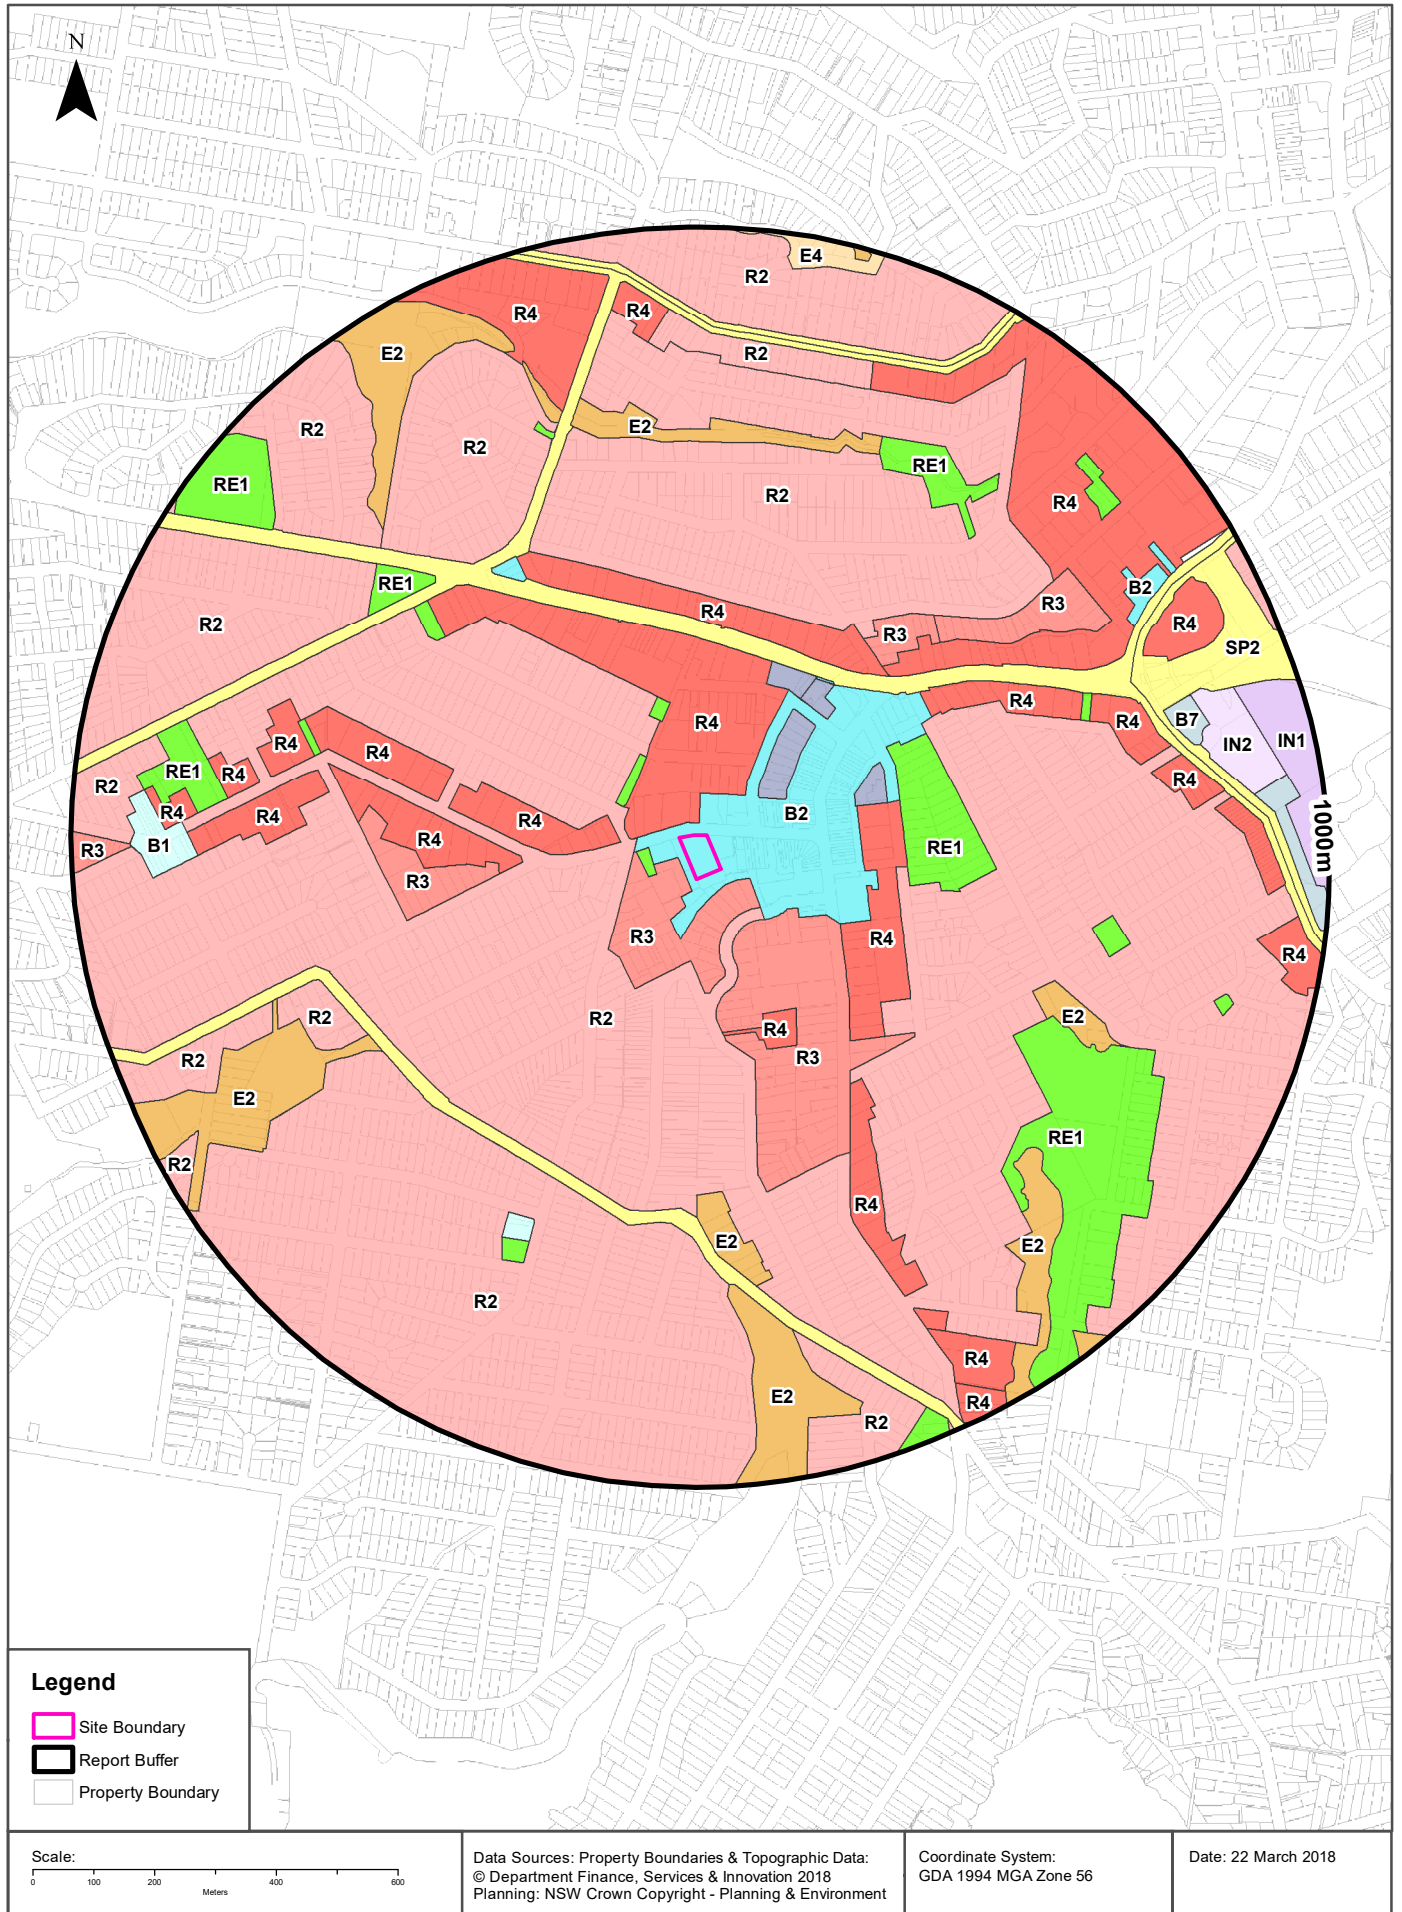 N
E4
R2
R4
R4
E2
R2
R2
E2
R2
RE1
RE1
R2
R4
RE1
B2
R3
R4
R4
R3
R2
SP2
R4
R4
R4
B7
IN2
IN1
R4
R4
R2
RE1
R4
R4
R4
R4
B2
R4
R4
B1
R3
RE1
1000m
R3
R3
R4
R4
R2
R2
R4
R3
E2
R2
E2
RE1
R2
R4
E2
E2
R2
R4
E2
R4
R2
Legend
Site Boundary
Report Buffer
Property Boundary
Scale:
0 100 200 400 600
Meters
Data Sources: Property Boundaries & Topographic Data:
© Department Finance, Services & Innovation 2018
Planning: NSW Crown Copyright - Planning & Environment
Coordinate System:
GDA 1994 MGA Zone 56
Date: 22 March 2018